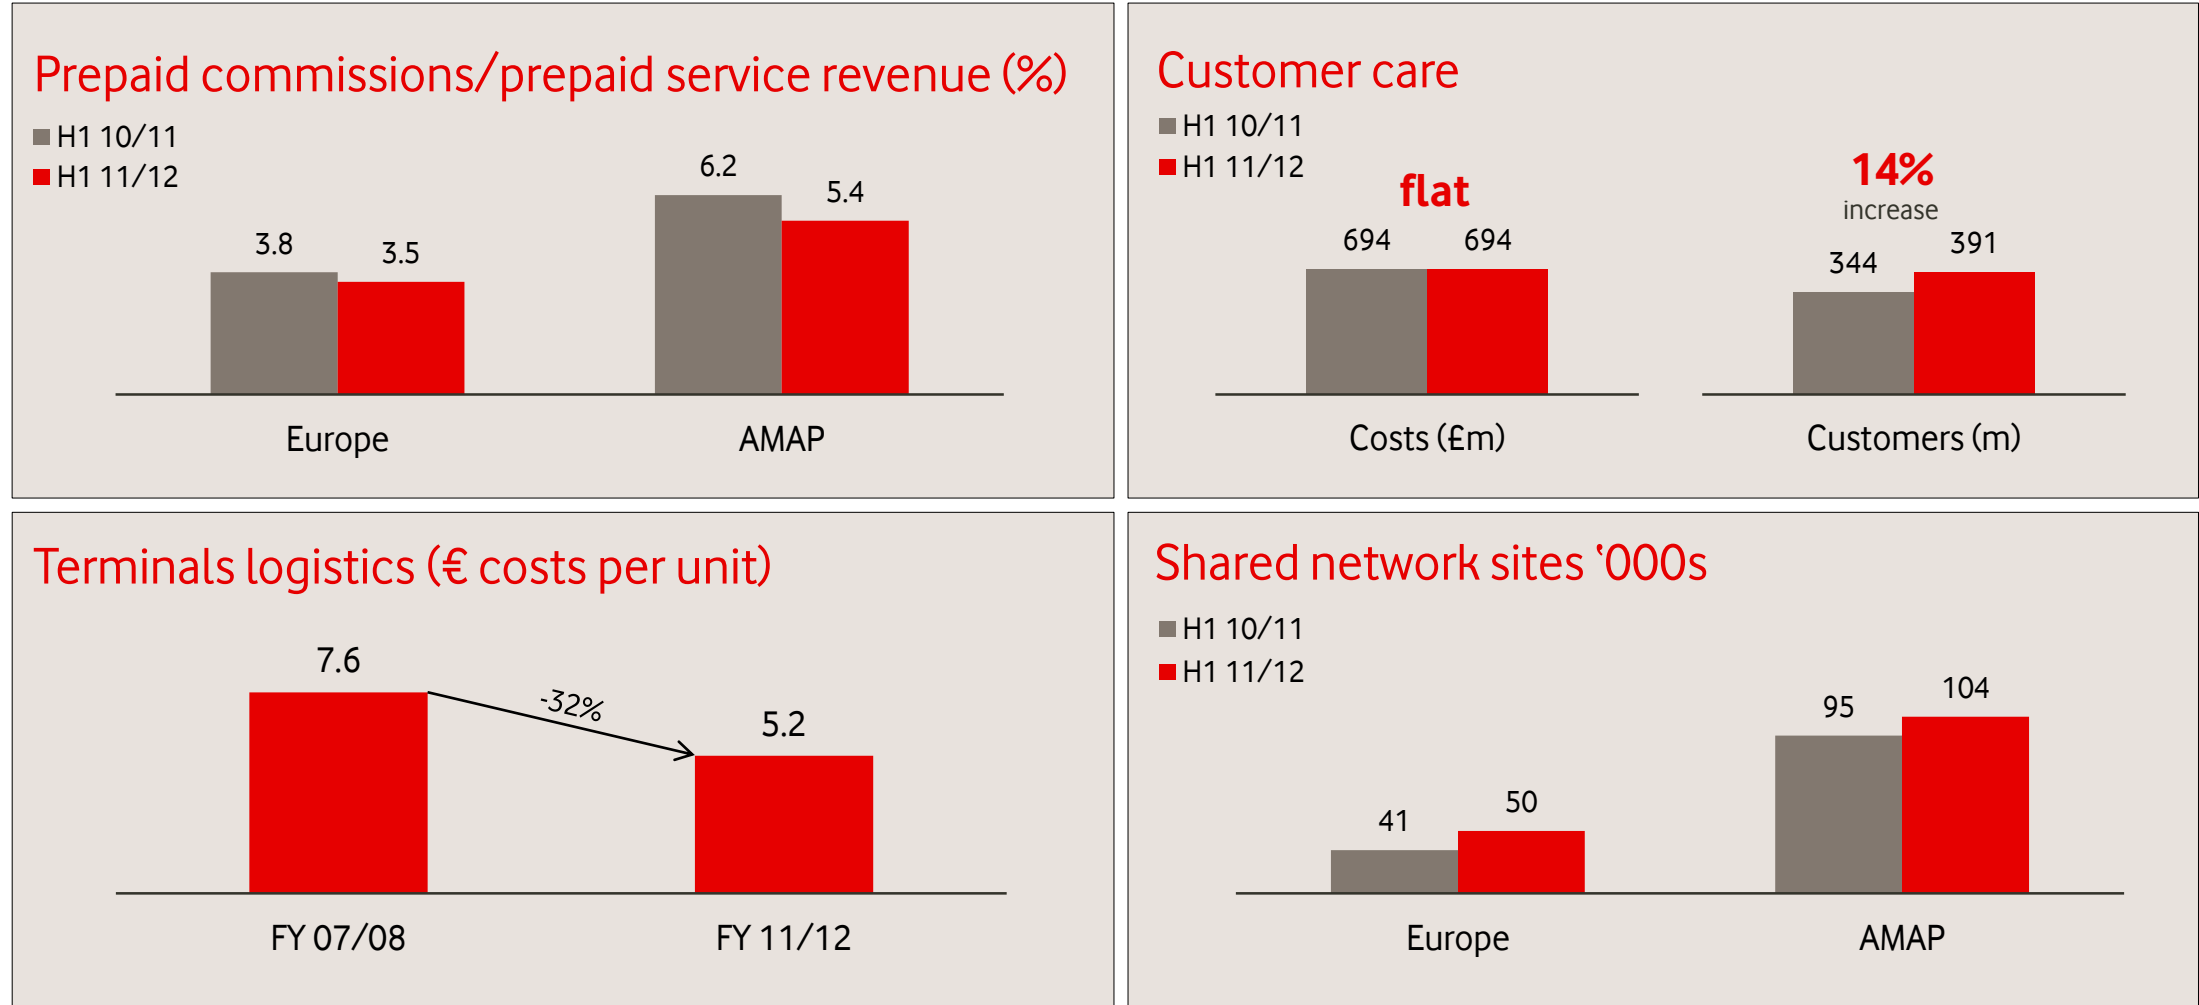 Prepaid commissions/prepaid service revenue (%)
H1 10/11
H1 11/12
3.8
3.5
6.2
5.4
Europe
AMAP
Customer care
H1 10/11
H1 11/12
flat
694
694
14%
increase
344
391
Costs (£m)
Customers (m)
Terminals logistics (€ costs per unit)
7.6
-32%
5.2
FY 07/08
FY 11/12
Shared network sites ‘000s
H1 10/11
H1 11/12
41
50
95
104
Europe
AMAP